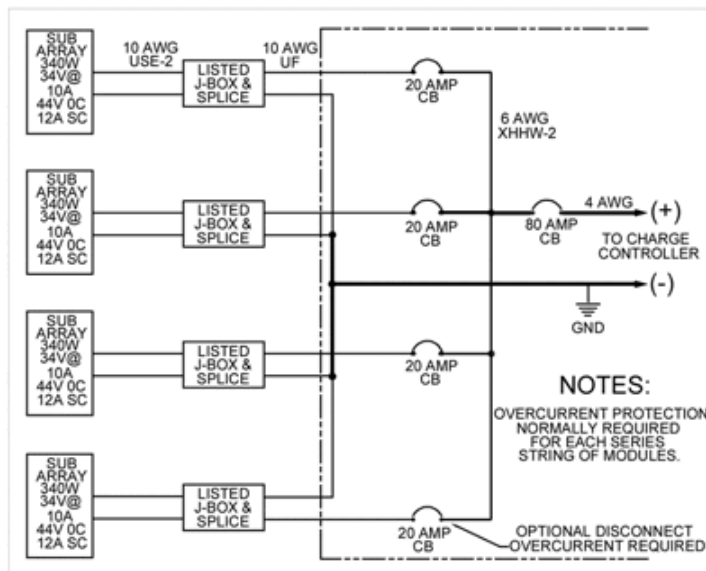 SUB
ARRAY
340W
34V@
10A
44V 0C
12A SC
10 AWG
USE-2
LISTED
J-BOX &
SPLICE
10 AWG
UF
20 AMP
CB
6 AWG
XHHW-2
SUB
ARRAY
340W
34V@
10A
44V 0C
12A SC
LISTED
J-BOX &
SPLICE
20 AMP
CB
80 AMP
CB
4 AWG
(+)
TO CHARGE
CONTROLLER
(-)
GND
SUB
ARRAY
340W
34V@
10A
44V 0C
12A SC
LISTED
J-BOX &
SPLICE
20 AMP
CB
NOTES:
OVERCURRENT PROTECTION
NORMALLY REQUIRED
FOR EACH SERIES
STRING OF MODULES.
SUB
ARRAY
340W
34V@
10A
44V 0C
12A SC
LISTED
J-BOX &
SPLICE
20 AMP
CB
OPTIONAL DISCONNECT
OVERCURRENT REQUIRED